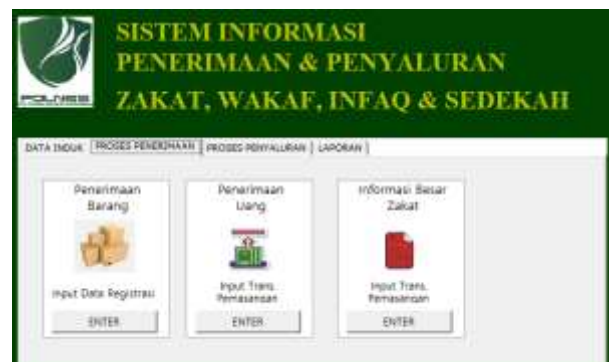 SISTEM INFORMASI
PENERIMAAN & PENYALURAN
ZAKAT, WAKAF, INFAQ & SEDEKAH
POLNES
DATA INDUK PROSES PENERIMAAN PROSES PENYALURAN LAPORAN
Penerimaan
Barang
Input Data Registrasi
ENTER
Penerimaan
Uang
Input Trans.
Pemasangan
ENTER
Informasi Besar
Zakat
Input Trans.
Pemasangan
ENTER